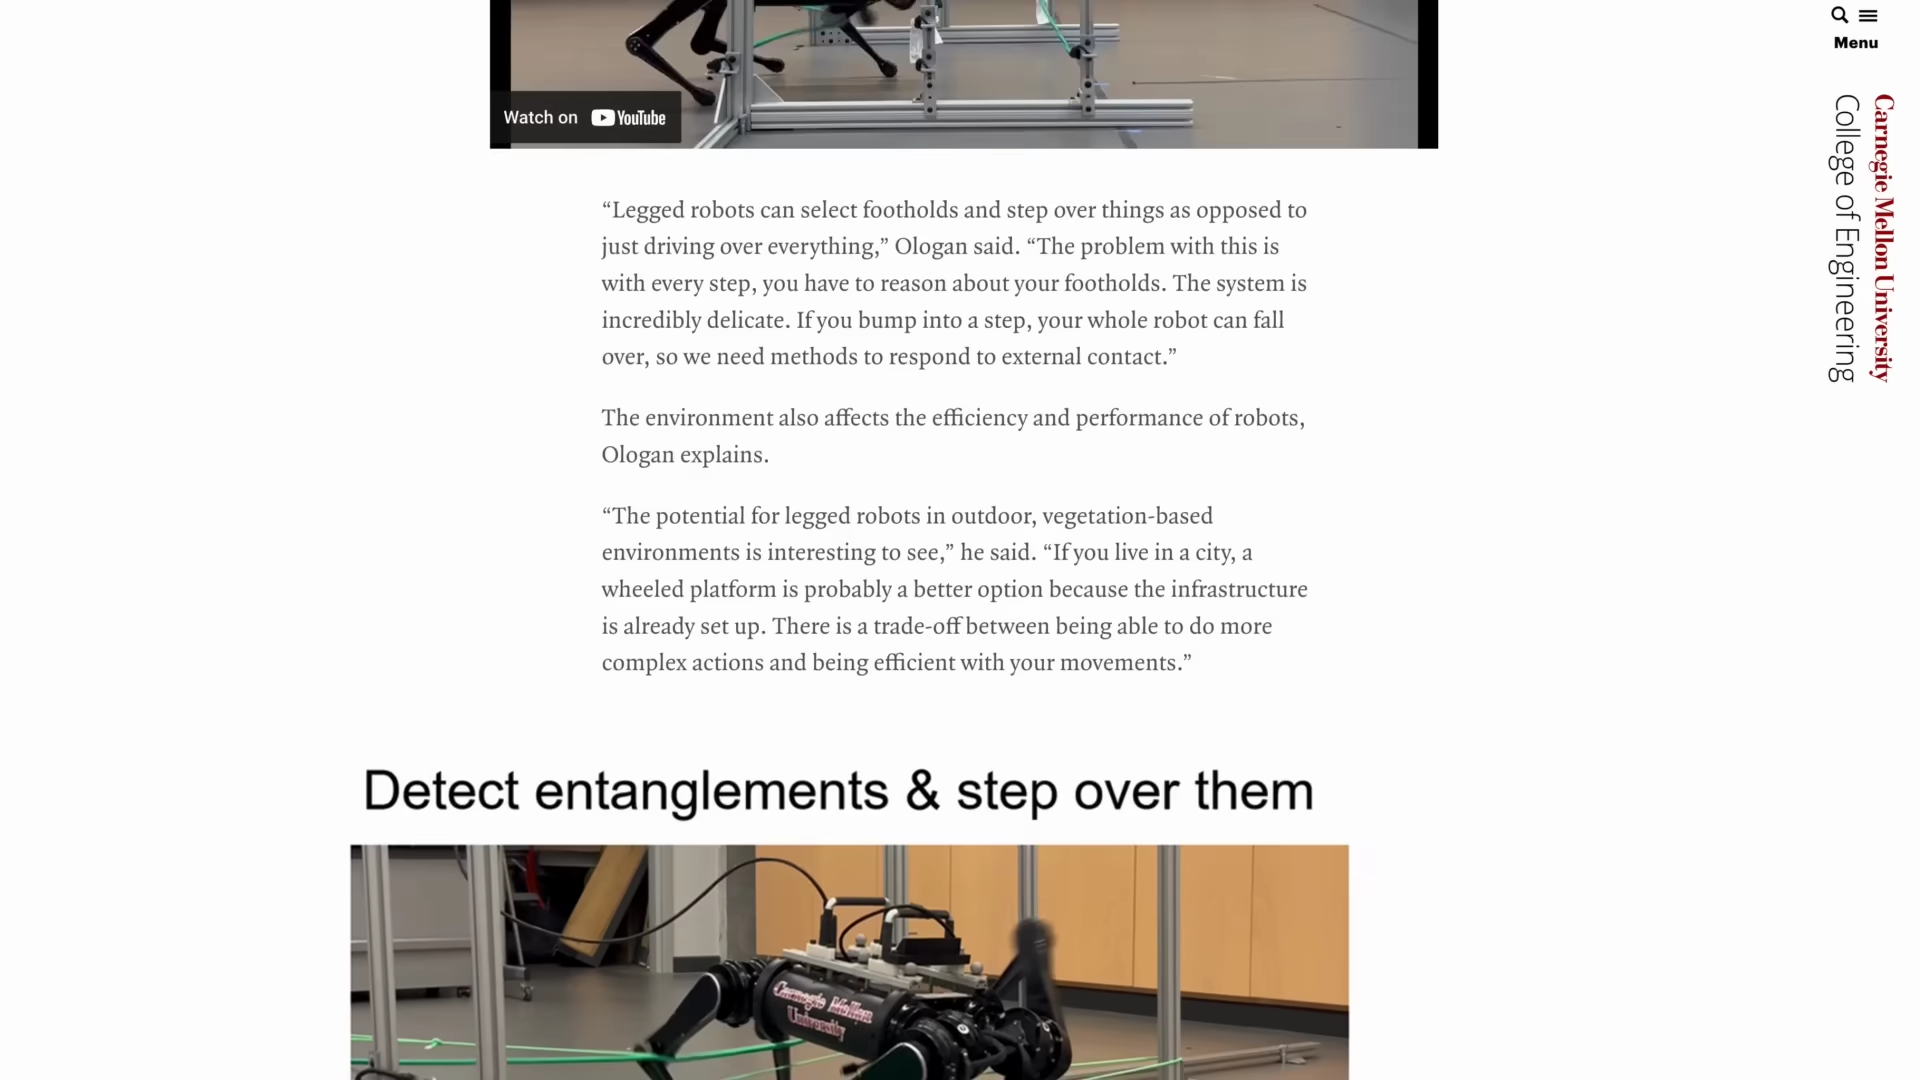 Menu
Carnegie Mellon University
College of Engineering
Watch on YouTube
“Legged robots can select footholds and step over things as opposed to
just driving over everything,” Ologan said. “The problem with this is
with every step, you have to reason about your footholds. The system is
incredibly delicate. If you bump into a step, your whole robot can fall
over, so we need methods to respond to external contact.”
The environment also affects the efficiency and performance of robots,
Ologan explains.
“The potential for legged robots in outdoor, vegetation-based
environments is interesting to see,” he said. “If you live in a city, a
wheeled platform is probably a better option because the infrastructure
is already set up. There is a trade-off between being able to do more
complex actions and being efficient with your movements.”
Detect entanglements & step over them
Carnegie Mellon
University